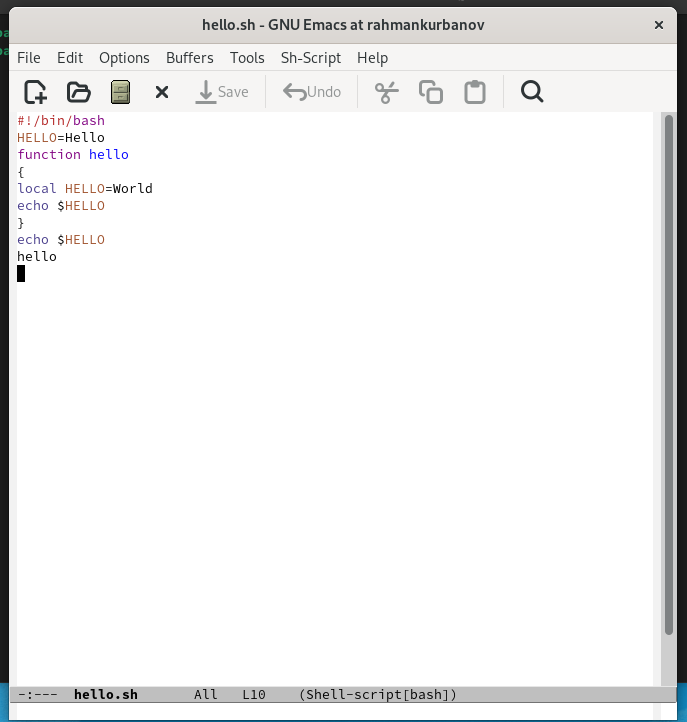 hello.sh - GNU Emacs at rahmankurbanov ×
File Edit Options Buffers Tools Sh-Script Help
Save Undo
#!/bin/bash
HELLO=Hello
function hello
{
local HELLO=World
echo $HELLO
}
echo $HELLO
hello
-:--- hello.sh All L10 (Shell-script[bash])